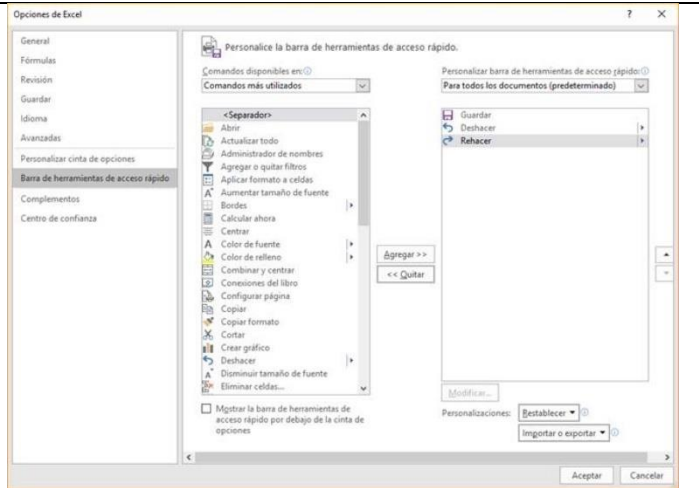 Opciones de Excel
?
General
Fórmulas
Revisión
Guardar
Idioma
Avanzadas
Personalizar cinta de opciones
Barra de herramientas de acceso rápido
Complementos
Centro de confianza
Personalice la barra de herramientas de acceso rápido.
Comandos disponibles en:
Comandos más utilizados
<Separador>
Abrir
Actualizar todo
Administrador de nombres
Agregar o quitar filtros
Aplicar formato a celdas
Aumentar tamaño de fuente
Bordes
Calcular ahora
Centrar
Color de fuente
Color de relleno
Combinar y centrar
Conexiones del libro
Configurar página
Copiar
Copiar formato
Cortar
Crear gráfico
Deshacer
Disminuir tamaño de fuente
Eliminar celdas...
Mostrar la barra de herramientas de
acceso rápido por debajo de la cinta de
opciones
Agregar >>
<< Quitar
Personalizar barra de herramientas de acceso rápido:
Para todos los documentos (predeterminado)
Guardar
Deshacer
Rehacer
Modificar...
Personalizaciones:
Restablecer
Importar o exportar
Aceptar
Cancelar